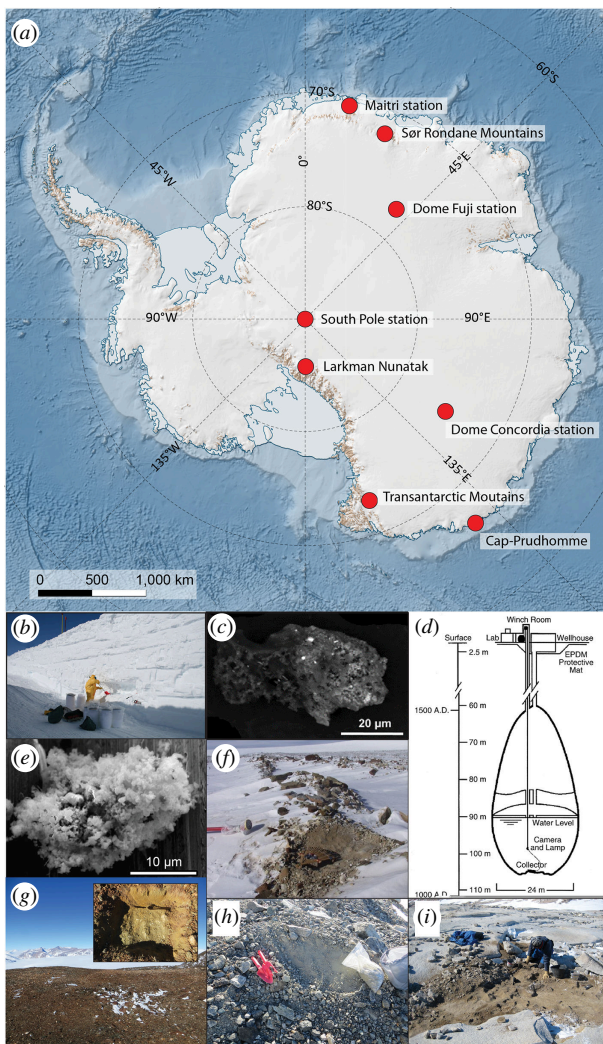 (a)
60°S
70°S
Maitri station
Sør Rondane Mountains
45°W
0°
45°E
80°S
Dome Fuji station
90°W
South Pole station
90°E
Larkman Nunatak
Dome Concordia station
135°W
135°E
Transantarctic Moutains
Cap-Prudhomme
0 500 1,000 km
(b)
(c)
20 µm
(d)
Winch Room
Surface
Lab
Wellhouse
2.5 m
EPDM
Protective
Mat
1500 A.D.
60 m
70 m
80 m
90 m
Water Level
Camera
and Lamp
100 m
Collector
1000 A.D.
110 m
24 m
(e)
10 µm
(f)
(g)
(h)
(i)